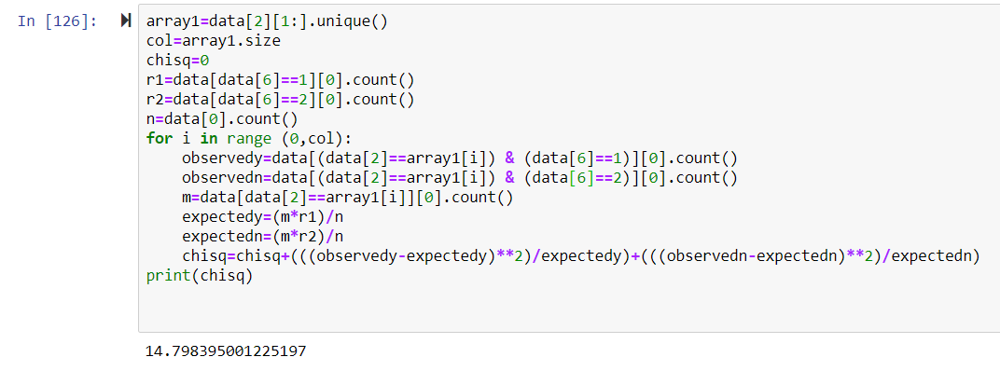 In [126]:
array1=data[2][1:].unique()
col=array1.size
chisq=0
r1=data[data[6]==1][0].count()
r2=data[data[6]==2][0].count()
n=data[0].count()
for i in range (0,col):
    observedy=data[(data[2]==array1[i]) & (data[6]==1)][0].count()
    observedn=data[(data[2]==array1[i]) & (data[6]==2)][0].count()
    m=data[data[2]==array1[i]][0].count()
    expectedy=(m*r1)/n
    expectedn=(m*r2)/n
    chisq=chisq+(((observedy-expectedy)**2)/expectedy)+(((observedn-expectedn)**2)/expectedn)
print(chisq)
14.798395001225197